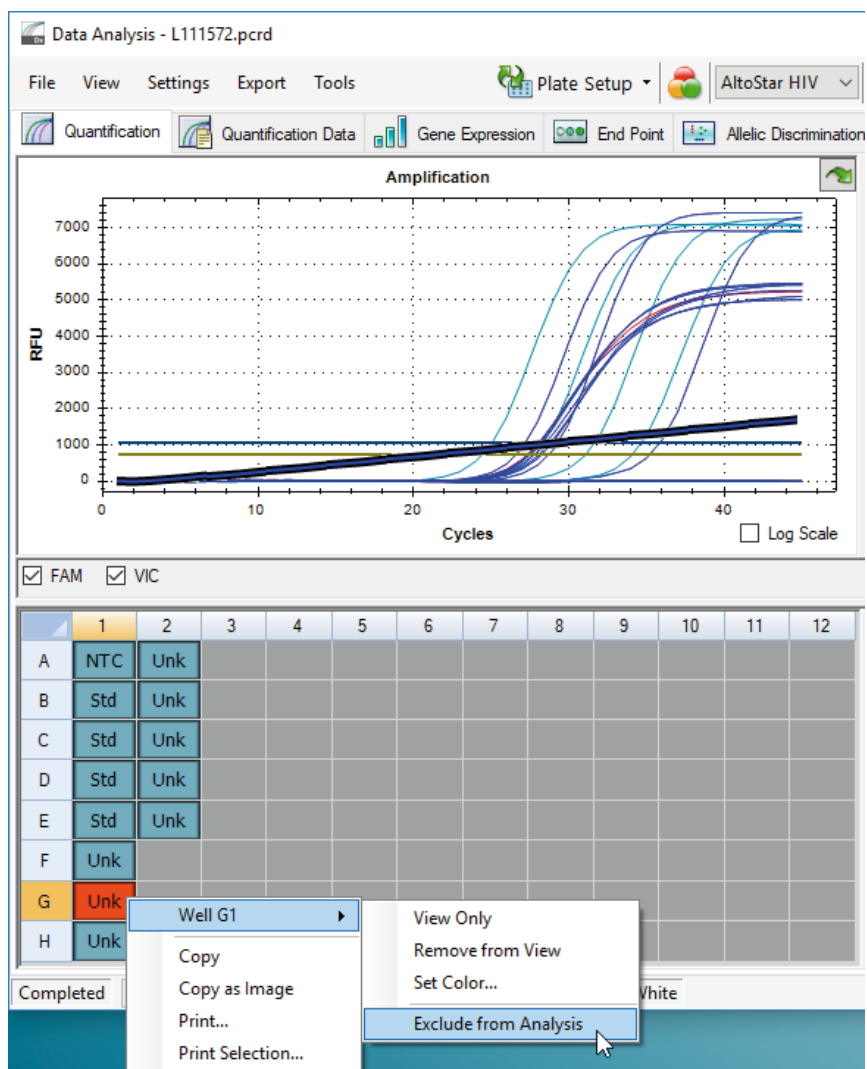 Data Analysis - L111572.pcrd
File View Settings Export Tools Plate Setup AltoStar HIV
Quantification Quantification Data Gene Expression End Point Allelic Discrimination
Amplification
7000
6000
5000
4000
3000
2000
1000
0
RFU
0 10 20 30 40
Cycles
Log Scale
FAM VIC
1 2 3 4 5 6 7 8 9 10 11 12
A NTC Unk
B Std Unk
C Std Unk
D Std Unk
E Std Unk
F Unk
G Unk
H Unk
Well G1
Copy
Copy as Image
Print...
Print Selection...
View Only
Remove from View
Set Color...
Exclude from Analysis
Completed